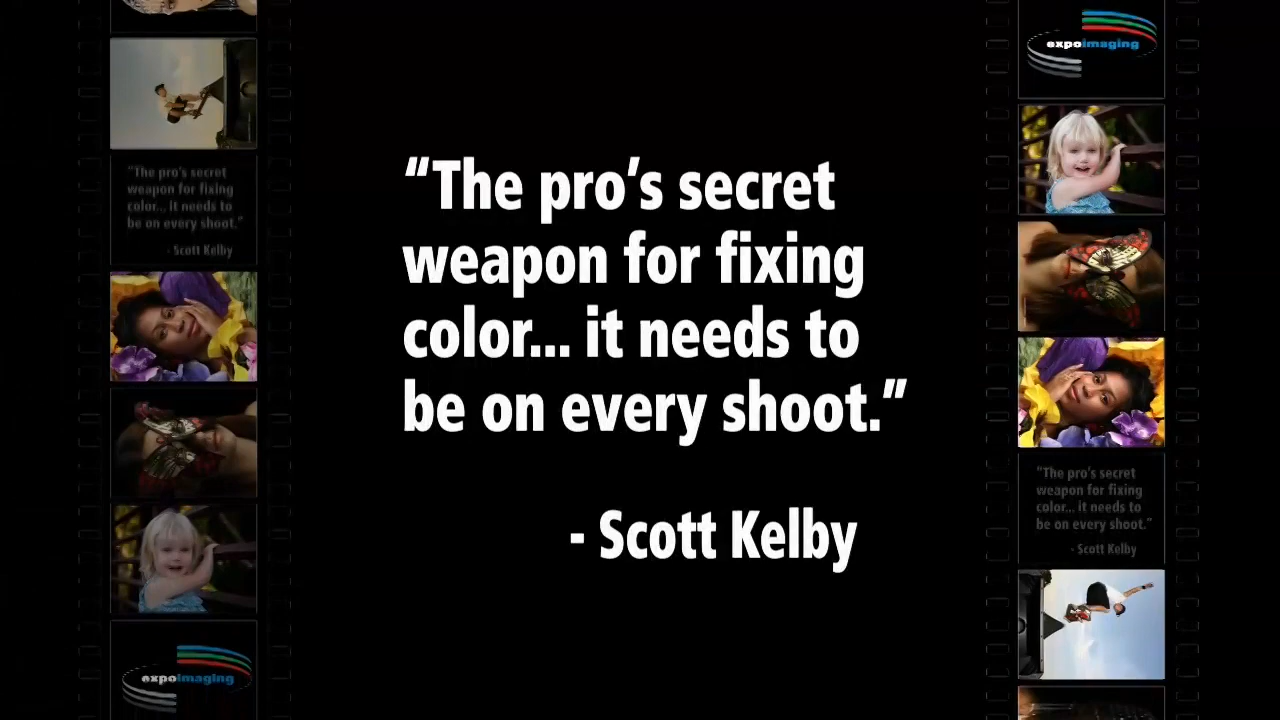 “The pro’s secret
weapon for fixing
color... it needs to
be on every shoot.”
- Scott Kelby
“The pro’s secret
weapon for fixing
color... it needs to
be on every shoot.”
- Scott Kelby
expoimaging
expoimaging
“The pro’s secret
weapon for fixing
color... it needs to
be on every shoot.”
- Scott Kelby